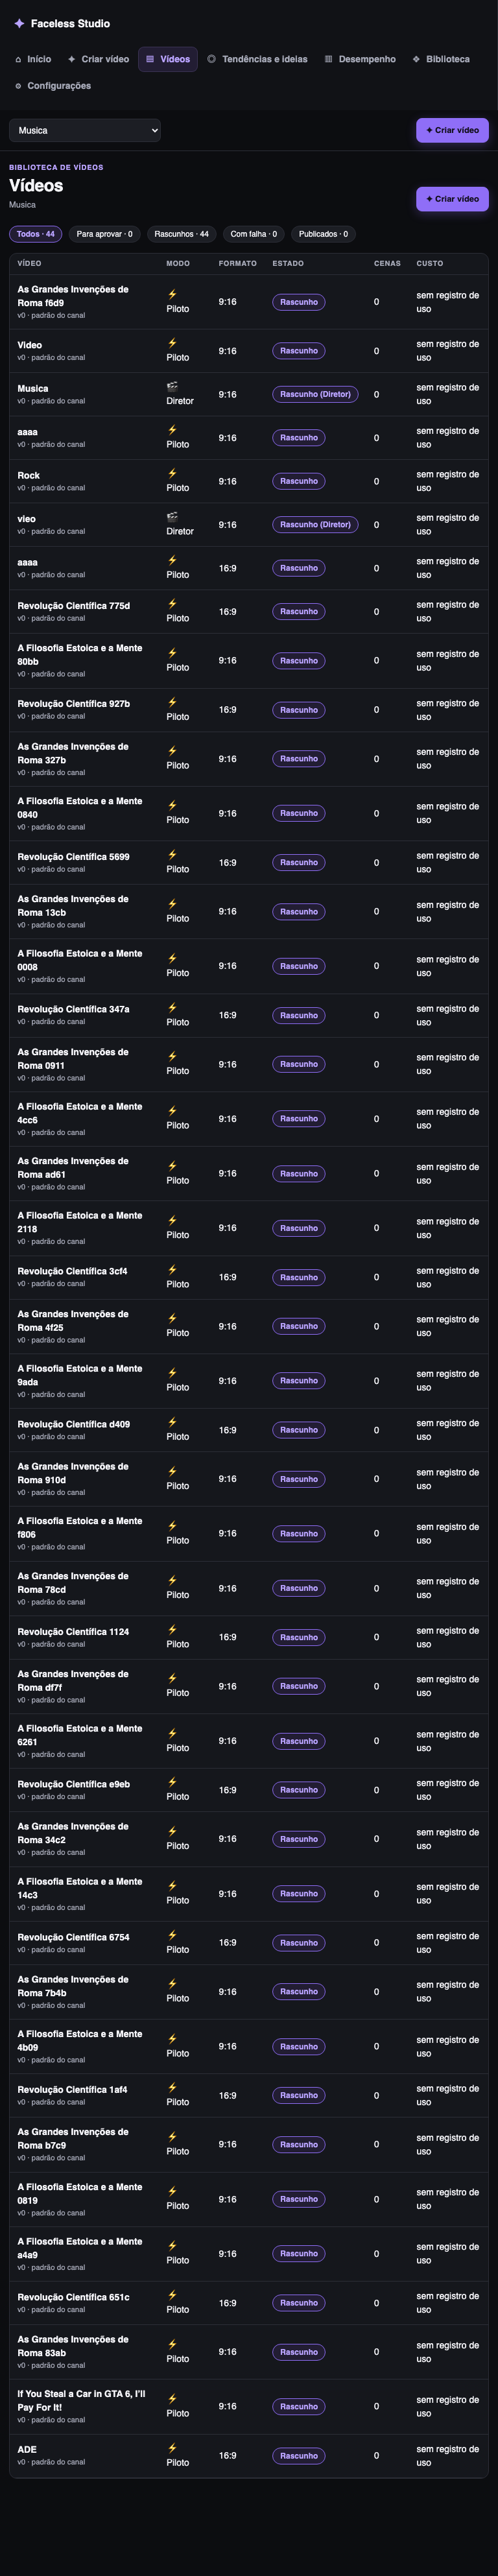 Faceless Studio
Início Criar vídeo Vídeos Tendências e ideias Desempenho Biblioteca
Configurações
Musica Criar vídeo
BIBLIOTECA DE VÍDEOS
Vídeos
Musica
Criar vídeo
Todos · 44 Para aprovar · 0 Rascunhos · 44 Com falha · 0 Publicados · 0
VÍDEO MODO FORMATO ESTADO CENAS CUSTO
As Grandes Invenções de Roma f6d9 v0 · padrão do canal Piloto 9:16 Rascunho 0 sem registro de uso
Video v0 · padrão do canal Piloto 9:16 Rascunho 0 sem registro de uso
Musica v0 · padrão do canal Diretor 9:16 Rascunho (Diretor) 0 sem registro de uso
aaaa v0 · padrão do canal Piloto 9:16 Rascunho 0 sem registro de uso
Rock v0 · padrão do canal Piloto 9:16 Rascunho 0 sem registro de uso
vieo v0 · padrão do canal Diretor 9:16 Rascunho (Diretor) 0 sem registro de uso
aaaa v0 · padrão do canal Piloto 16:9 Rascunho 0 sem registro de uso
Revolução Científica 775d v0 · padrão do canal Piloto 16:9 Rascunho 0 sem registro de uso
A Filosofia Estoica e a Mente 80bb v0 · padrão do canal Piloto 9:16 Rascunho 0 sem registro de uso
Revolução Científica 927b v0 · padrão do canal Piloto 16:9 Rascunho 0 sem registro de uso
As Grandes Invenções de Roma 327b v0 · padrão do canal Piloto 9:16 Rascunho 0 sem registro de uso
A Filosofia Estoica e a Mente 0840 v0 · padrão do canal Piloto 9:16 Rascunho 0 sem registro de uso
Revolução Científica 5699 v0 · padrão do canal Piloto 16:9 Rascunho 0 sem registro de uso
As Grandes Invenções de Roma 13cb v0 · padrão do canal Piloto 9:16 Rascunho 0 sem registro de uso
A Filosofia Estoica e a Mente 0008 v0 · padrão do canal Piloto 9:16 Rascunho 0 sem registro de uso
Revolução Científica 347a v0 · padrão do canal Piloto 16:9 Rascunho 0 sem registro de uso
As Grandes Invenções de Roma 0911 v0 · padrão do canal Piloto 9:16 Rascunho 0 sem registro de uso
A Filosofia Estoica e a Mente 4cc6 v0 · padrão do canal Piloto 9:16 Rascunho 0 sem registro de uso
As Grandes Invenções de Roma ad61 v0 · padrão do canal Piloto 9:16 Rascunho 0 sem registro de uso
A Filosofia Estoica e a Mente 2118 v0 · padrão do canal Piloto 9:16 Rascunho 0 sem registro de uso
Revolução Científica 3cf4 v0 · padrão do canal Piloto 16:9 Rascunho 0 sem registro de uso
As Grandes Invenções de Roma 4f25 v0 · padrão do canal Piloto 9:16 Rascunho 0 sem registro de uso
A Filosofia Estoica e a Mente 9ada v0 · padrão do canal Piloto 9:16 Rascunho 0 sem registro de uso
Revolução Científica d409 v0 · padrão do canal Piloto 16:9 Rascunho 0 sem registro de uso
As Grandes Invenções de Roma 910d v0 · padrão do canal Piloto 9:16 Rascunho 0 sem registro de uso
A Filosofia Estoica e a Mente f806 v0 · padrão do canal Piloto 9:16 Rascunho 0 sem registro de uso
As Grandes Invenções de Roma 78cd v0 · padrão do canal Piloto 9:16 Rascunho 0 sem registro de uso
Revolução Científica 1124 v0 · padrão do canal Piloto 16:9 Rascunho 0 sem registro de uso
As Grandes Invenções de Roma df7f v0 · padrão do canal Piloto 9:16 Rascunho 0 sem registro de uso
A Filosofia Estoica e a Mente 6261 v0 · padrão do canal Piloto 9:16 Rascunho 0 sem registro de uso
Revolução Científica e9eb v0 · padrão do canal Piloto 16:9 Rascunho 0 sem registro de uso
As Grandes Invenções de Roma 34c2 v0 · padrão do canal Piloto 9:16 Rascunho 0 sem registro de uso
A Filosofia Estoica e a Mente 14c3 v0 · padrão do canal Piloto 9:16 Rascunho 0 sem registro de uso
Revolução Científica 6754 v0 · padrão do canal Piloto 16:9 Rascunho 0 sem registro de uso
As Grandes Invenções de Roma 7b4b v0 · padrão do canal Piloto 9:16 Rascunho 0 sem registro de uso
A Filosofia Estoica e a Mente 4b09 v0 · padrão do canal Piloto 9:16 Rascunho 0 sem registro de uso
Revolução Científica 1af4 v0 · padrão do canal Piloto 16:9 Rascunho 0 sem registro de uso
As Grandes Invenções de Roma b7c9 v0 · padrão do canal Piloto 9:16 Rascunho 0 sem registro de uso
A Filosofia Estoica e a Mente 0819 v0 · padrão do canal Piloto 9:16 Rascunho 0 sem registro de uso
A Filosofia Estoica e a Mente a4a9 v0 · padrão do canal Piloto 9:16 Rascunho 0 sem registro de uso
Revolução Científica 651c v0 · padrão do canal Piloto 16:9 Rascunho 0 sem registro de uso
As Grandes Invenções de Roma 83ab v0 · padrão do canal Piloto 9:16 Rascunho 0 sem registro de uso
If You Steal a Car in GTA 6, I'll Pay For It! v0 · padrão do canal Piloto 9:16 Rascunho 0 sem registro de uso
ADE v0 · padrão do canal Piloto 16:9 Rascunho 0 sem registro de uso